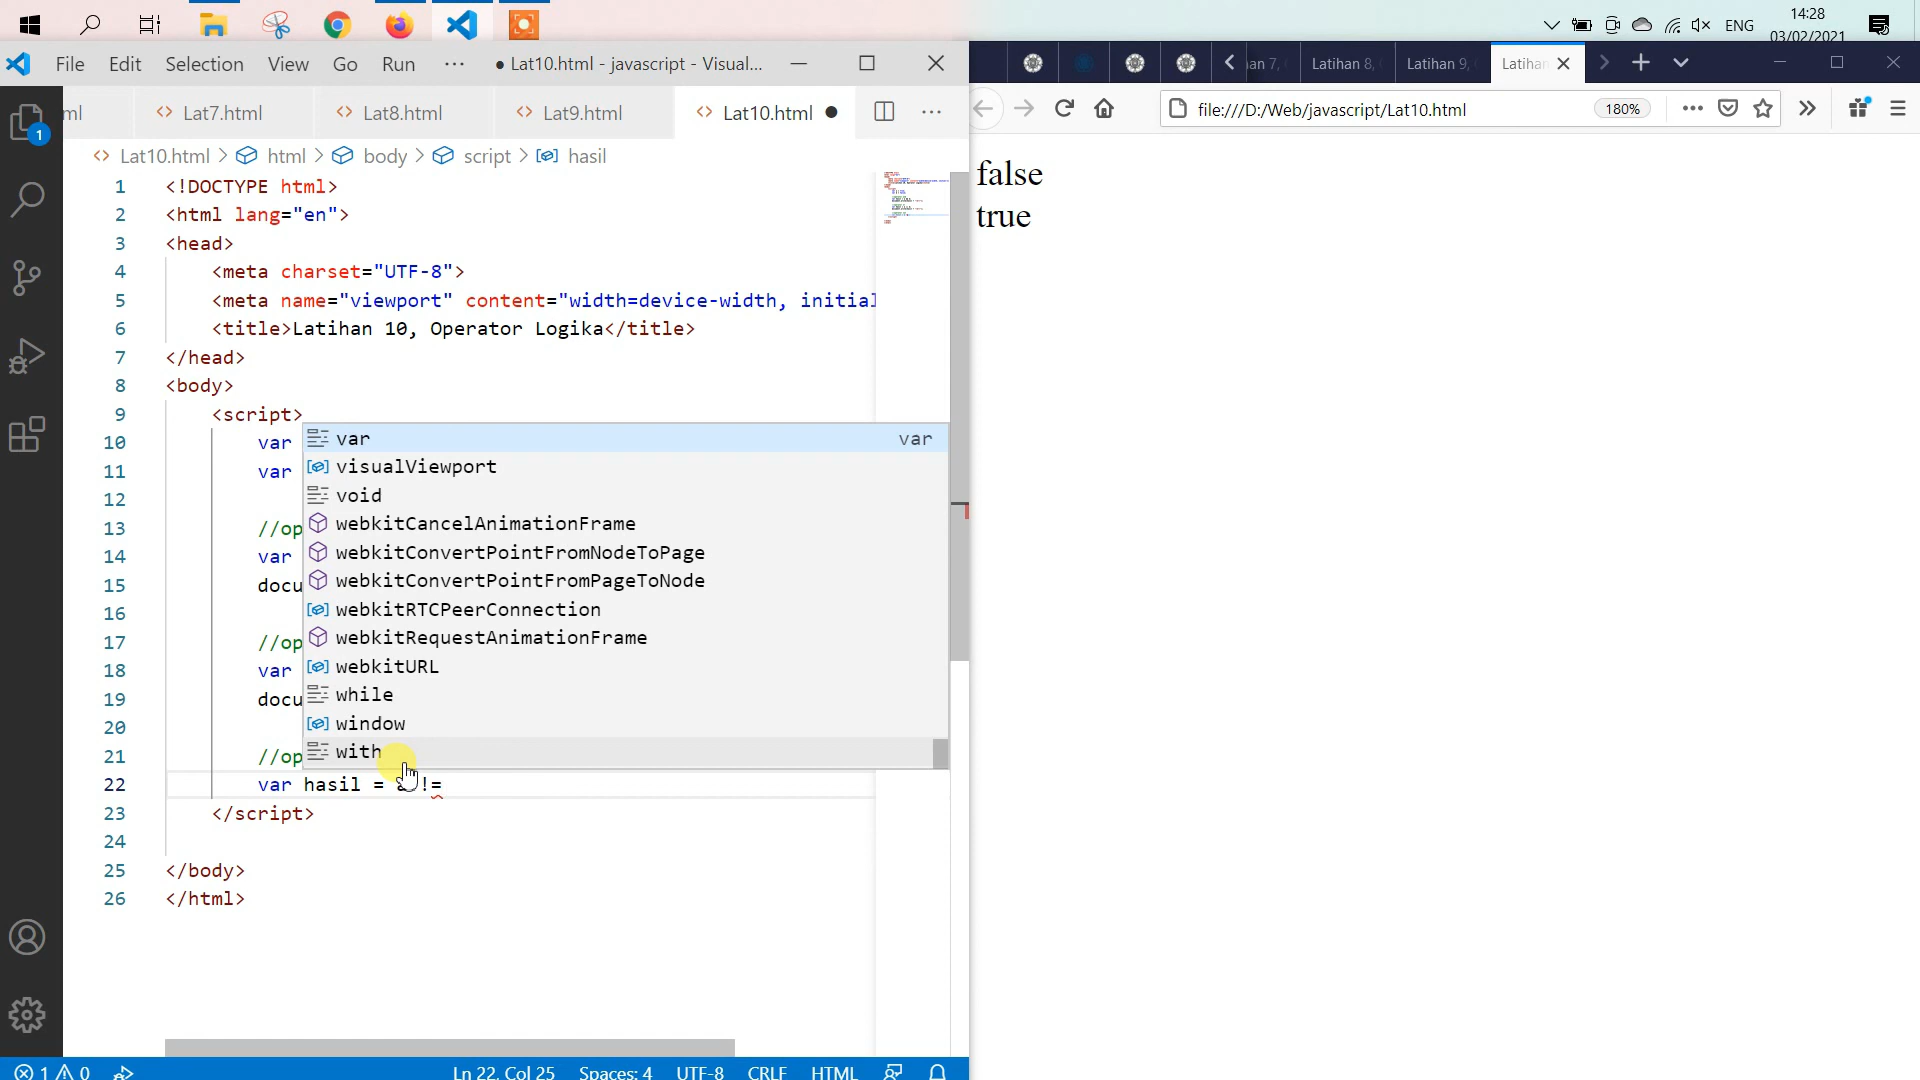 ENG
14:28
03/02/2021
File Edit Selection View Go Run ···
● Lat10.html - javascript - Visual...
ml
<> Lat7.html
<> Lat8.html
<> Lat9.html
<> Lat10.html ●
<> Lat10.html > html > body > script > hasil
1 <!DOCTYPE html>
2 <html lang="en">
3 <head>
4 <meta charset="UTF-8">
5 <meta name="viewport" content="width=device-width, initial
6 <title>Latihan 10, Operator Logika</title>
7 </head>
8 <body>
9 <script>
10 var
11 var
12
13 //op
14 var
15 docu
16
17 //op
18 var
19 docu
20
21 //op
22 var hasil = !=
23 </script>
24
25 </body>
26 </html>
var var
visualViewport
void
webkitCancelAnimationFrame
webkitConvertPointFromNodeToPage
webkitConvertPointFromPageToNode
webkitRTCPeerConnection
webkitRequestAnimationFrame
webkitURL
while
window
with
1
1 0
Ln 22, Col 25 Spaces: 4 UTF-8 CRLF HTML
an 7,
Latihan 8,
Latihan 9,
Latihan
file:///D:/Web/javascript/Lat10.html
180%
false
true